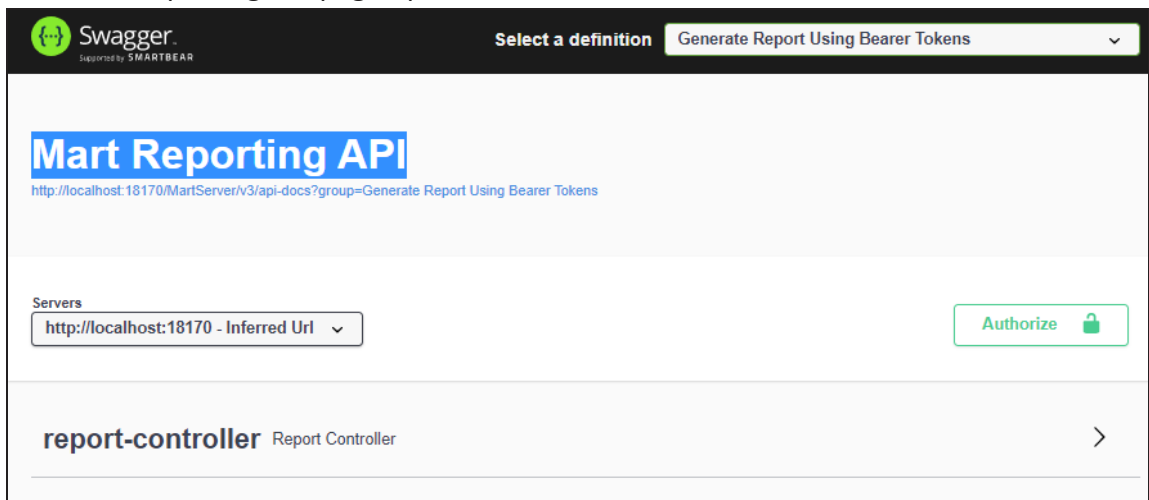 Swagger.
Supported by SMARTBEAR
Select a definition
Generate Report Using Bearer Tokens
Mart Reporting API
http://localhost:18170/MartServer/v3/api-docs?group=Generate Report Using Bearer Tokens
Servers
http://localhost:18170 - Inferred Url
Authorize
report-controller Report Controller